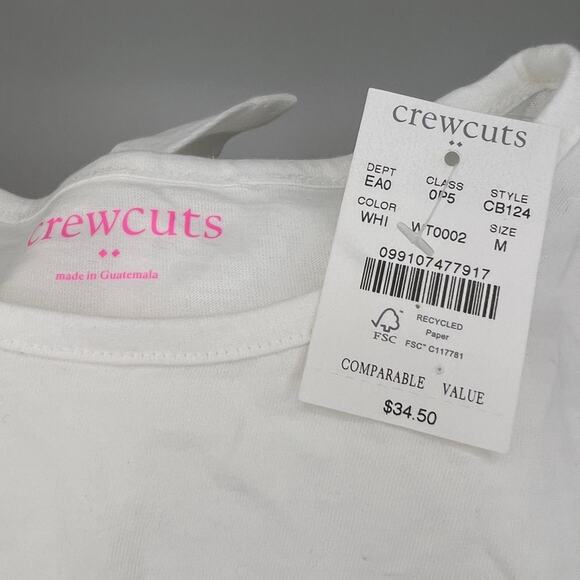 crewcuts
made in Guatemala
crewcuts
DEPT CLASS STYLE
EA0 0P5 CB124
COLOR SIZE
WHI WT0002 M
099107477917
RECYCLED
Paper
FSC
FSC™ C117781
COMPARABLE VALUE
$34.50